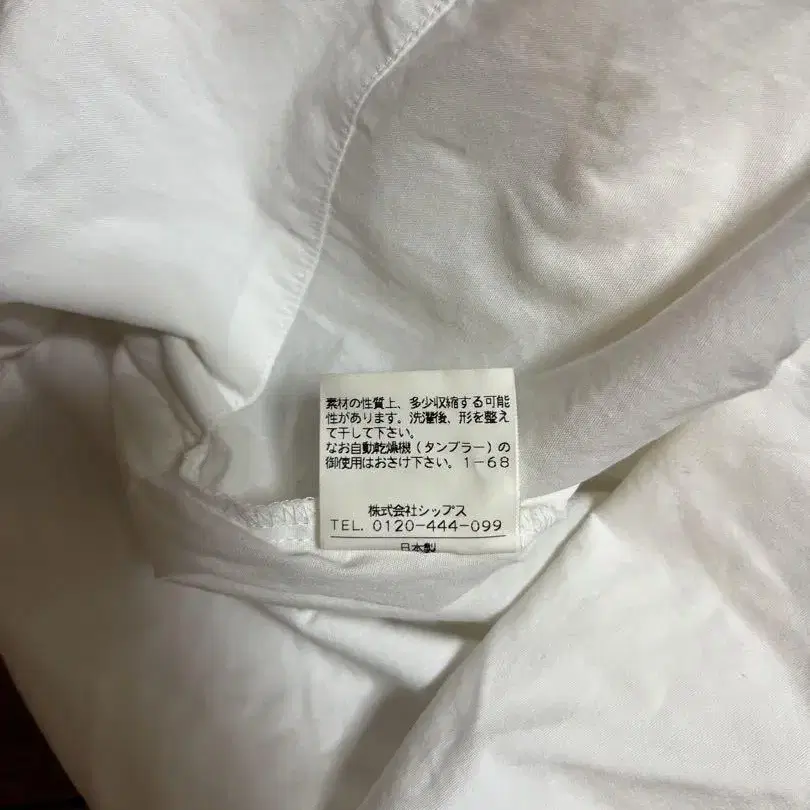 素材の性質上、多少収縮する可能
性があります。洗濯後、形を整え
て干して下さい。
なお自動乾燥機(タンブラー)の
御使用はおさけ下さい。1-68
株式会社シップス
TEL. 0120-444-099
日本製